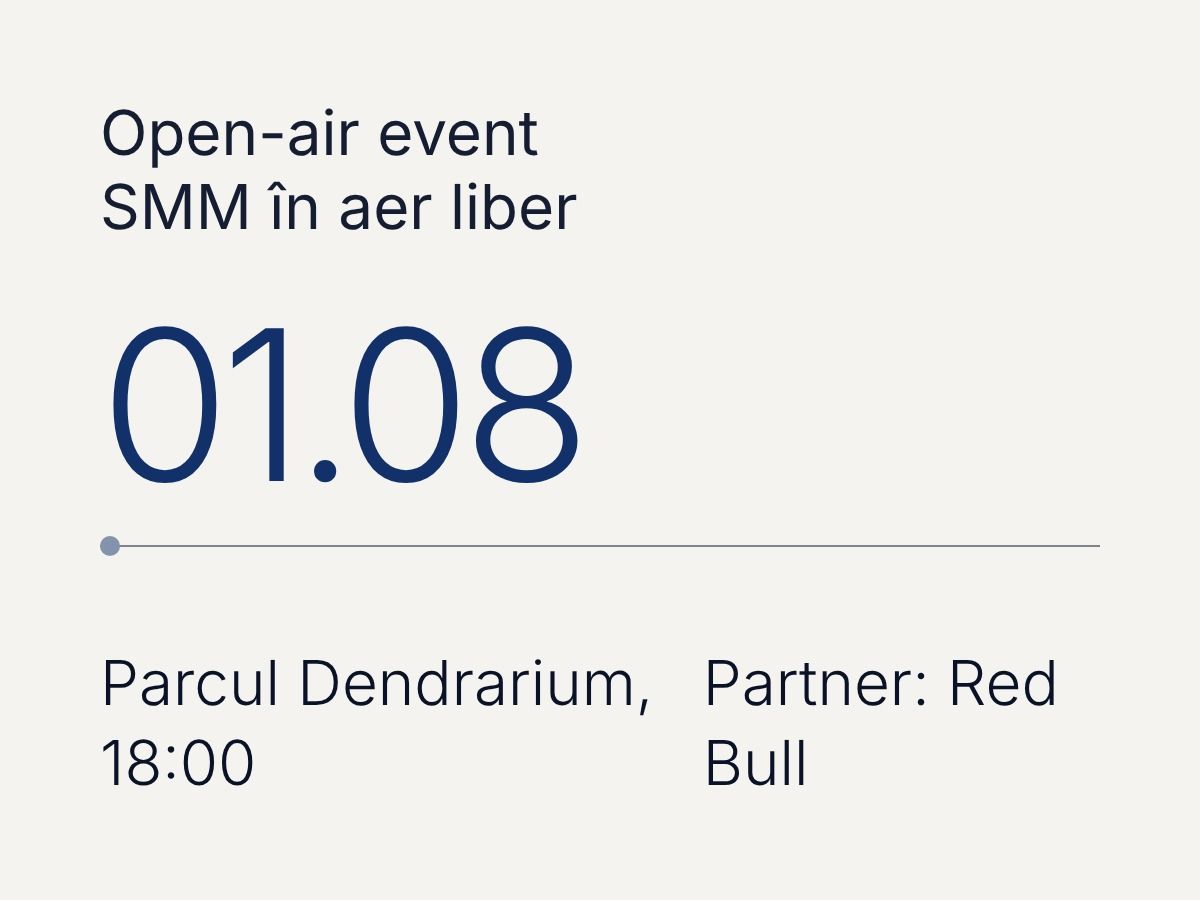 Open-air event
SMM în aer liber
01.08
Parcul Dendrarium,
18:00
Partner: Red
Bull